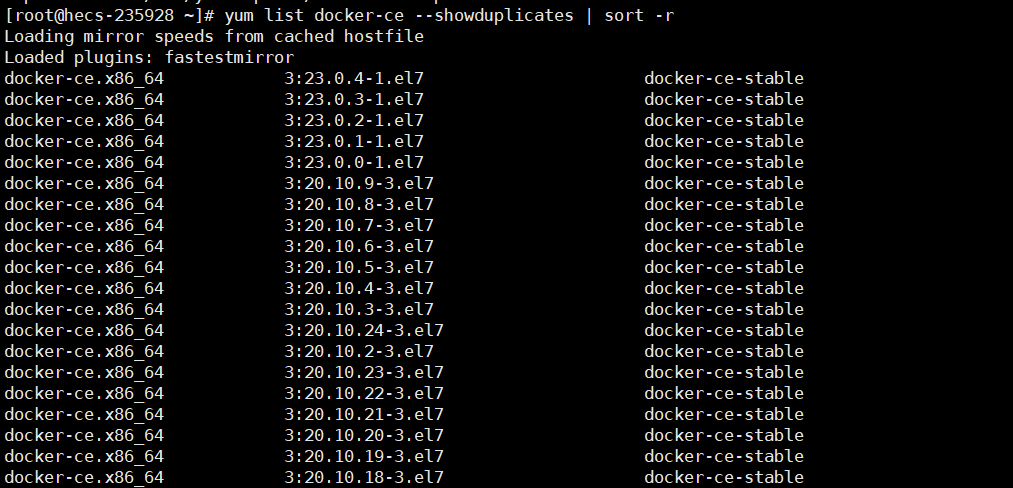 [root@hecs-235928 ~]# yum list docker-ce --showduplicates | sort -r
Loading mirror speeds from cached hostfile
Loaded plugins: fastestmirror
docker-ce.x86_64            3:23.0.4-1.el7                      docker-ce-stable
docker-ce.x86_64            3:23.0.3-1.el7                      docker-ce-stable
docker-ce.x86_64            3:23.0.2-1.el7                      docker-ce-stable
docker-ce.x86_64            3:23.0.1-1.el7                      docker-ce-stable
docker-ce.x86_64            3:23.0.0-1.el7                      docker-ce-stable
docker-ce.x86_64            3:20.10.9-3.el7                     docker-ce-stable
docker-ce.x86_64            3:20.10.8-3.el7                     docker-ce-stable
docker-ce.x86_64            3:20.10.7-3.el7                     docker-ce-stable
docker-ce.x86_64            3:20.10.6-3.el7                     docker-ce-stable
docker-ce.x86_64            3:20.10.5-3.el7                     docker-ce-stable
docker-ce.x86_64            3:20.10.4-3.el7                     docker-ce-stable
docker-ce.x86_64            3:20.10.3-3.el7                     docker-ce-stable
docker-ce.x86_64            3:20.10.24-3.el7                    docker-ce-stable
docker-ce.x86_64            3:20.10.2-3.el7                     docker-ce-stable
docker-ce.x86_64            3:20.10.23-3.el7                    docker-ce-stable
docker-ce.x86_64            3:20.10.22-3.el7                    docker-ce-stable
docker-ce.x86_64            3:20.10.21-3.el7                    docker-ce-stable
docker-ce.x86_64            3:20.10.20-3.el7                    docker-ce-stable
docker-ce.x86_64            3:20.10.19-3.el7                    docker-ce-stable
docker-ce.x86_64            3:20.10.18-3.el7                    docker-ce-stable